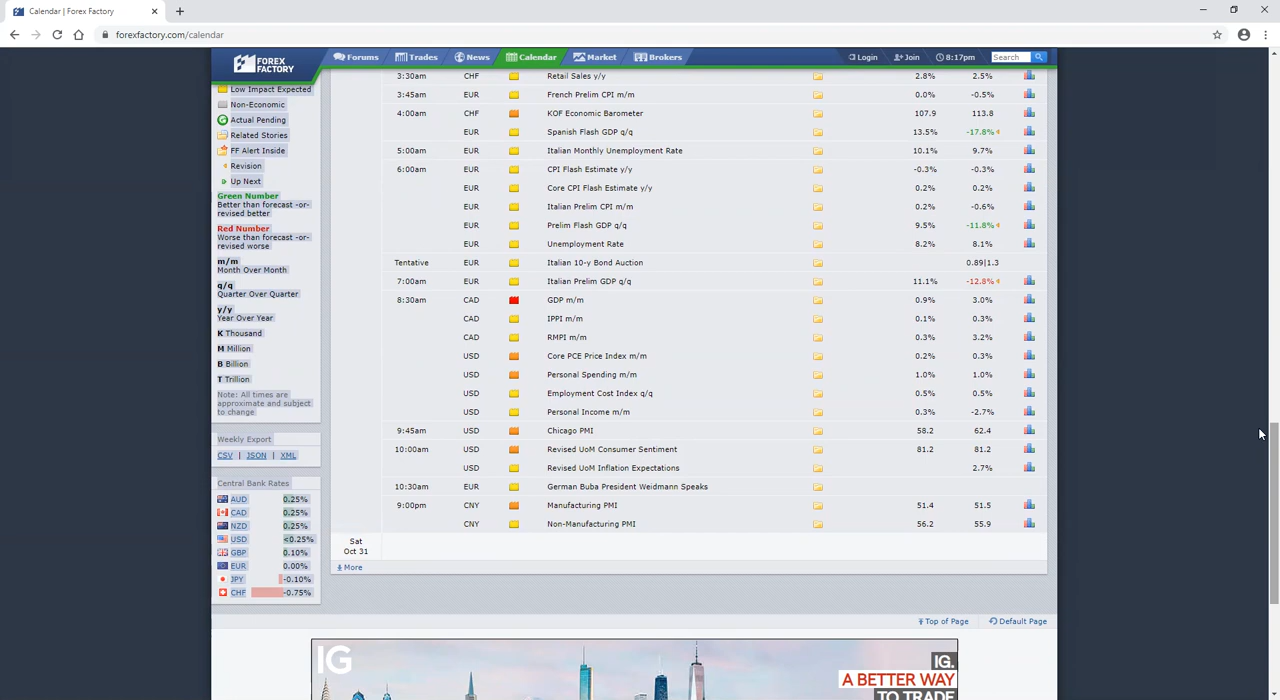 Calendar | Forex Factory
forexfactory.com/calendar
FOREX FACTORY
Forums Trades News Calendar Market Brokers Login Join 8:17pm Search
Low Impact Expected
Non-Economic
Actual Pending
Related Stories
FF Alert Inside
Revision
Up Next
Green Number
Better than forecast -or-
revised better
Red Number
Worse than forecast -or-
revised worse
m/m
Month Over Month
q/q
Quarter Over Quarter
y/y
Year Over Year
K Thousand
M Million
B Billion
T Trillion
Note: All times are
approximate and subject
to change
Weekly Export
CSV | JSON | XML
Central Bank Rates
AUD 0.25%
CAD 0.25%
NZD 0.25%
USD <0.25%
GBP 0.10%
EUR 0.00%
JPY -0.10%
CHF -0.75%
3:30am CHF Retail Sales y/y 2.8% 2.5%
3:45am EUR French Prelim CPI m/m 0.0% -0.5%
4:00am CHF KOF Economic Barometer 107.9 113.8
EUR Spanish Flash GDP q/q 13.5% -17.8%
5:00am EUR Italian Monthly Unemployment Rate 10.1% 9.7%
6:00am EUR CPI Flash Estimate y/y -0.3% -0.3%
EUR Core CPI Flash Estimate y/y 0.2% 0.2%
EUR Italian Prelim CPI m/m 0.2% -0.6%
EUR Prelim Flash GDP q/q 9.5% -11.8%
EUR Unemployment Rate 8.2% 8.1%
Tentative EUR Italian 10-y Bond Auction 0.89|1.3
7:00am EUR Italian Prelim GDP q/q 11.1% -12.8%
8:30am CAD GDP m/m 0.9% 3.0%
CAD IPPI m/m 0.1% 0.3%
CAD RMPI m/m 0.3% 3.2%
USD Core PCE Price Index m/m 0.2% 0.3%
USD Personal Spending m/m 1.0% 1.0%
USD Employment Cost Index q/q 0.5% 0.5%
USD Personal Income m/m 0.3% -2.7%
9:45am USD Chicago PMI 58.2 62.4
10:00am USD Revised UoM Consumer Sentiment 81.2 81.2
USD Revised UoM Inflation Expectations 2.7%
10:30am EUR German Buba President Weidmann Speaks
9:00pm CNY Manufacturing PMI 51.4 51.5
CNY Non-Manufacturing PMI 56.2 55.9
Sat
Oct 31
More
Top of Page Default Page
IG
IG.
A BETTER WAY
TO TRADE